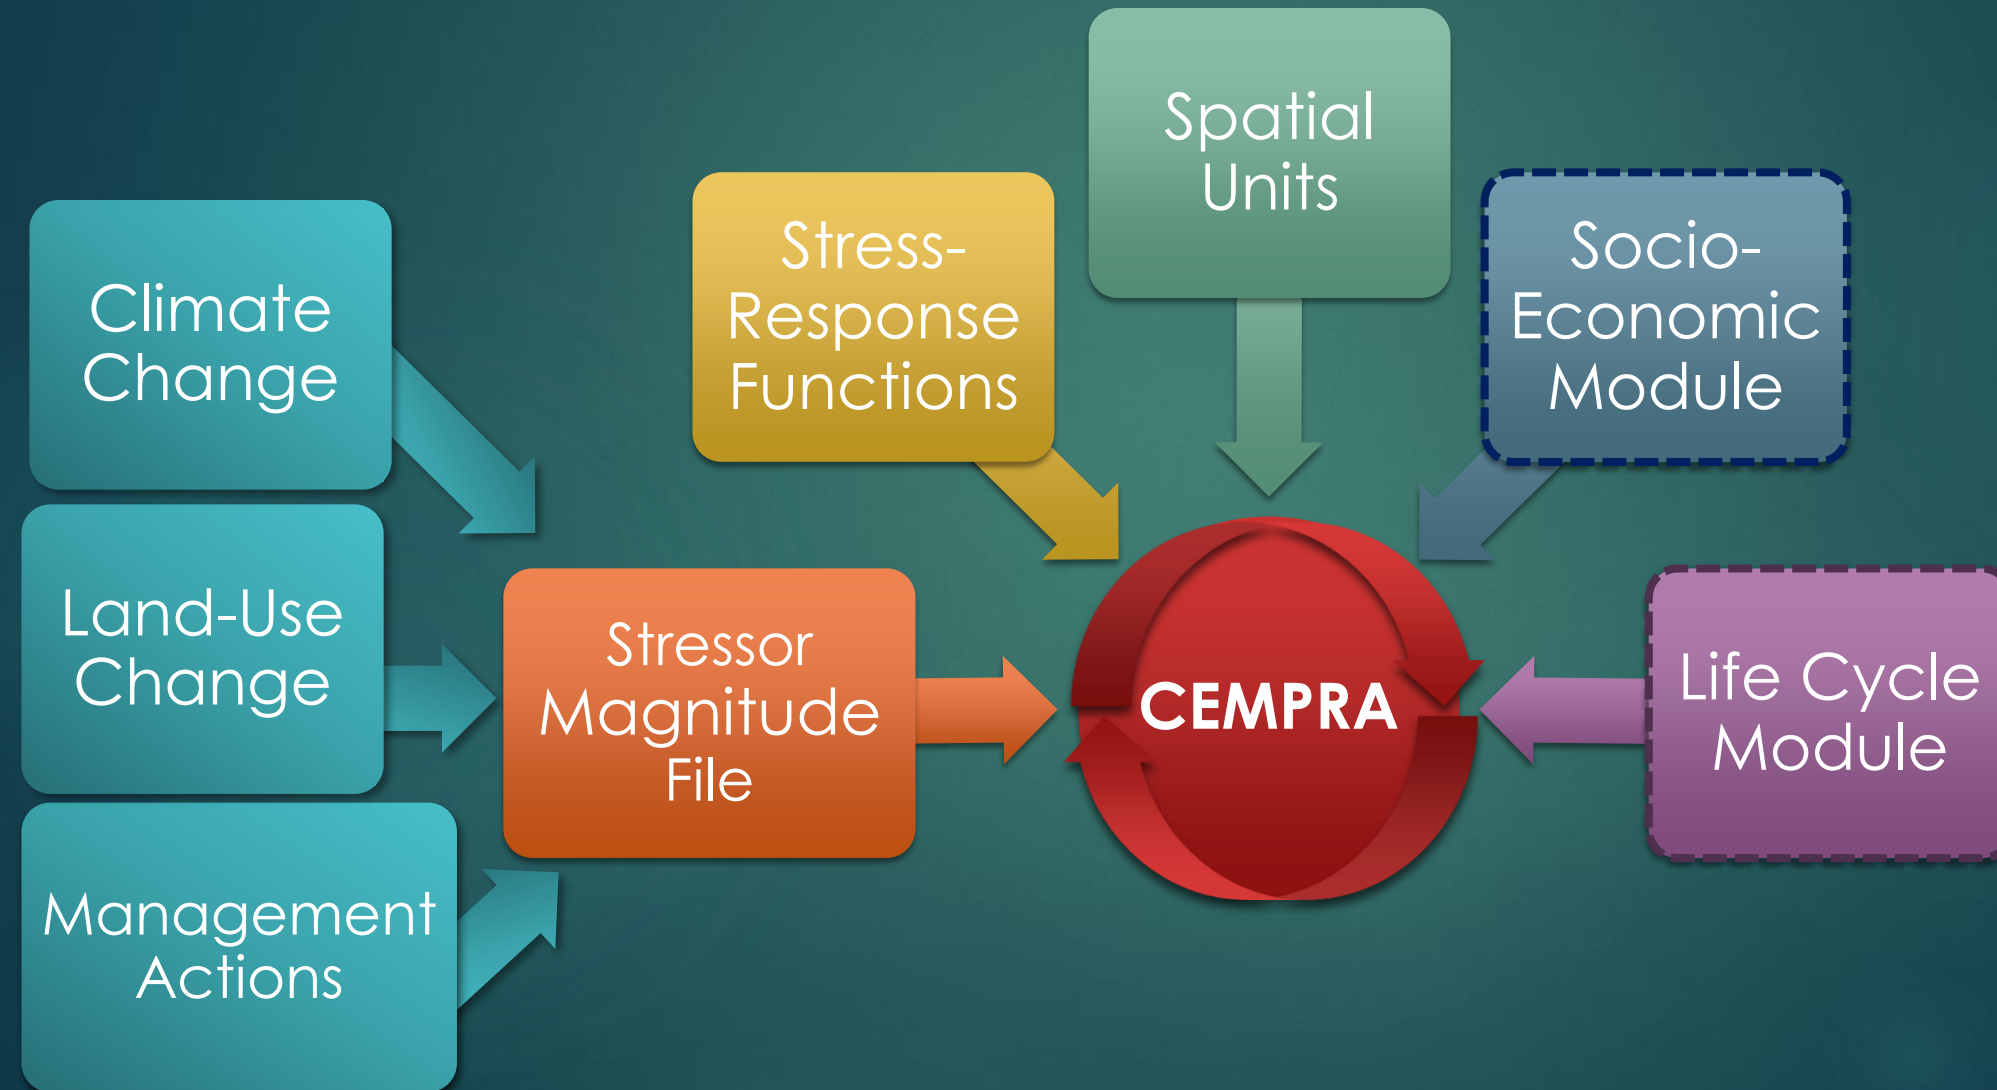 Climate
Change
Land-Use
Change
Management
Actions
Stressor
Magnitude
File
Stress-
Response
Functions
Spatial
Units
Socio-
Economic
Module
Life Cycle
Module
CEMPRA